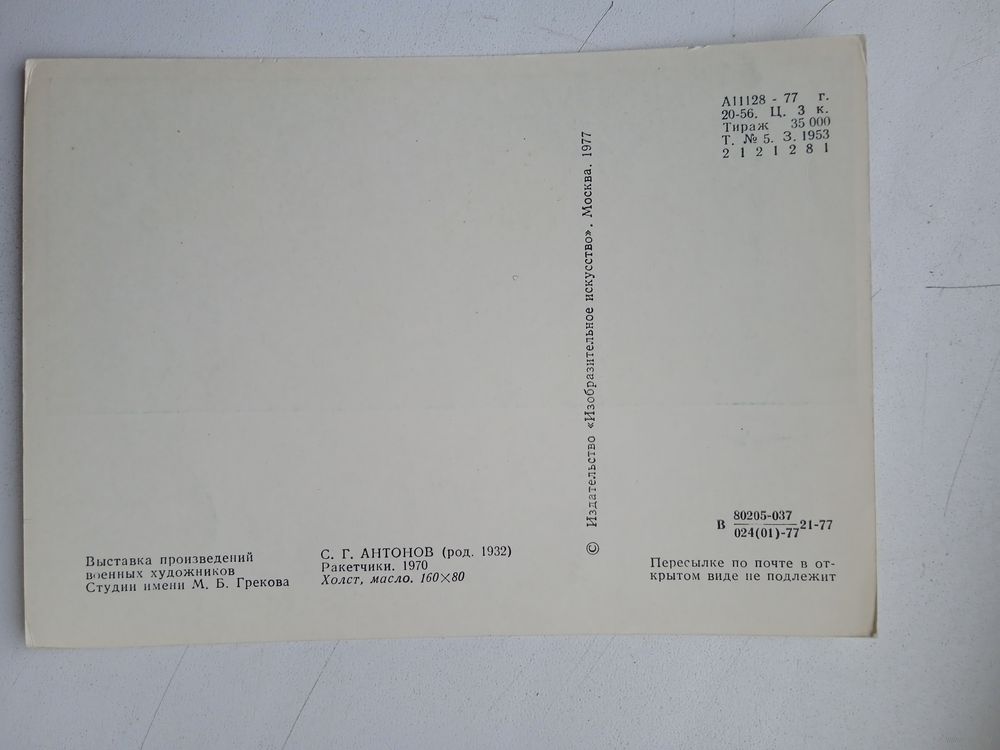 А11128 - 77 г.
20-56. Ц. 3 к.
Тираж 35 000
Т. № 5. З. 1953
2 1 2 1 2 8 1
© Издательство «Изобразительное искусство». Москва. 1977
Выставка произведений
военных художников
Студии имени М. Б. Грекова
С. Г. АНТОНОВ (род. 1932)
Ракетчики. 1970
Холст, масло. 160×80
80205-037
В ————— 21-77
024(01)-77
Пересылке по почте в от-
крытом виде не подлежит